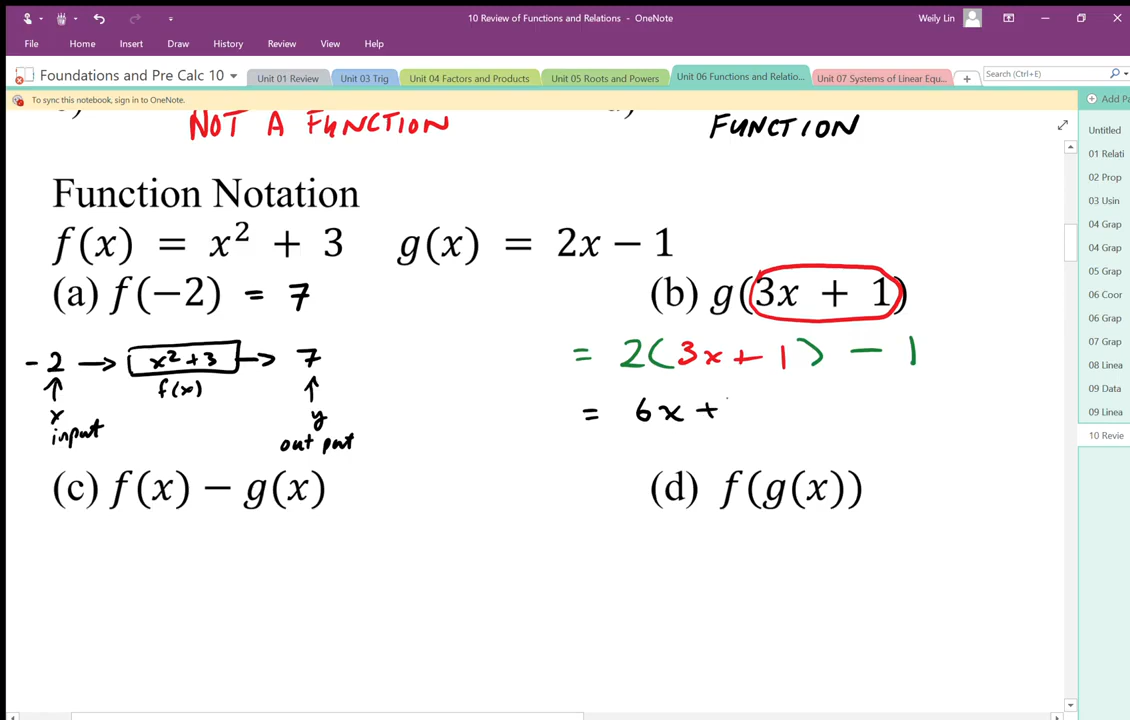 10 Review of Functions and Relations - OneNote
Weily Lin
File Home Insert Draw History Review View Help
Foundations and Pre Calc 10
Unit 01 Review
Unit 03 Trig
Unit 04 Factors and Products
Unit 05 Roots and Powers
Unit 06 Functions and Relatio...
Unit 07 Systems of Linear Equ...
Search (Ctrl+E)
To sync this notebook, sign in to OneNote.
Add Pa
NOT A FUNCTION
FUNCTION
Function Notation
f(x) = x² + 3 g(x) = 2x − 1
(a) f(−2) = 7
(b) g(3x + 1)
= 2(3x + 1) − 1
= 6x +
-2 → x²+3 → 7
f(x)
↑ ↑
x y
input out put
(c) f(x) − g(x)
(d) f(g(x))
Untitled
01 Relati
02 Prop
03 Usin
04 Grap
04 Grap
05 Grap
06 Coor
06 Grap
07 Grap
08 Linea
09 Data
09 Linea
10 Revie